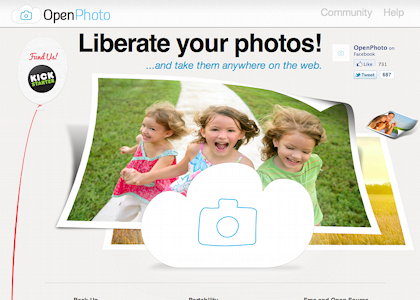 OpenPhoto
Community Help
Liberate your photos!
...and take them anywhere on the web.
Fund Us!
KICK
STARTER
OpenPhoto on
Facebook
Like 731
Tweet 687
Back Up
Portability
Free and Open Source